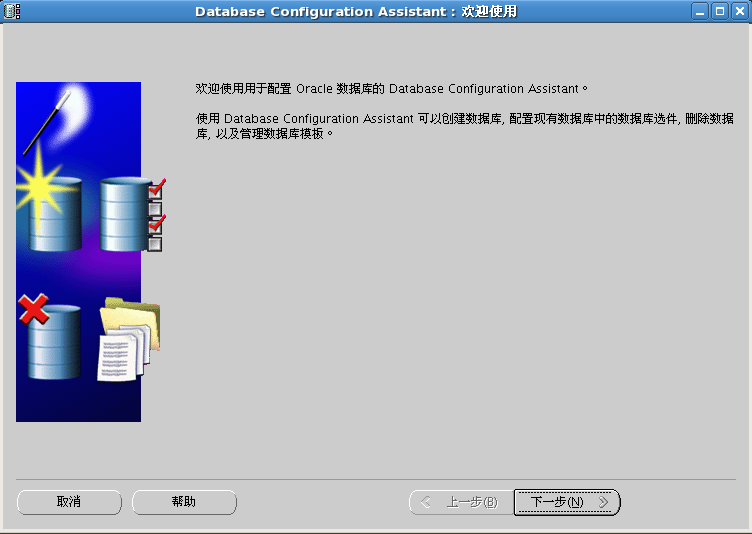 Database Configuration Assistant : 欢迎使用
欢迎使用用于配置 Oracle 数据库的 Database Configuration Assistant。
使用 Database Configuration Assistant 可以创建数据库, 配置现有数据库中的数据库选件, 删除数据
库, 以及管理数据库模板。
取消
帮助
上一步(B)
下一步(N)